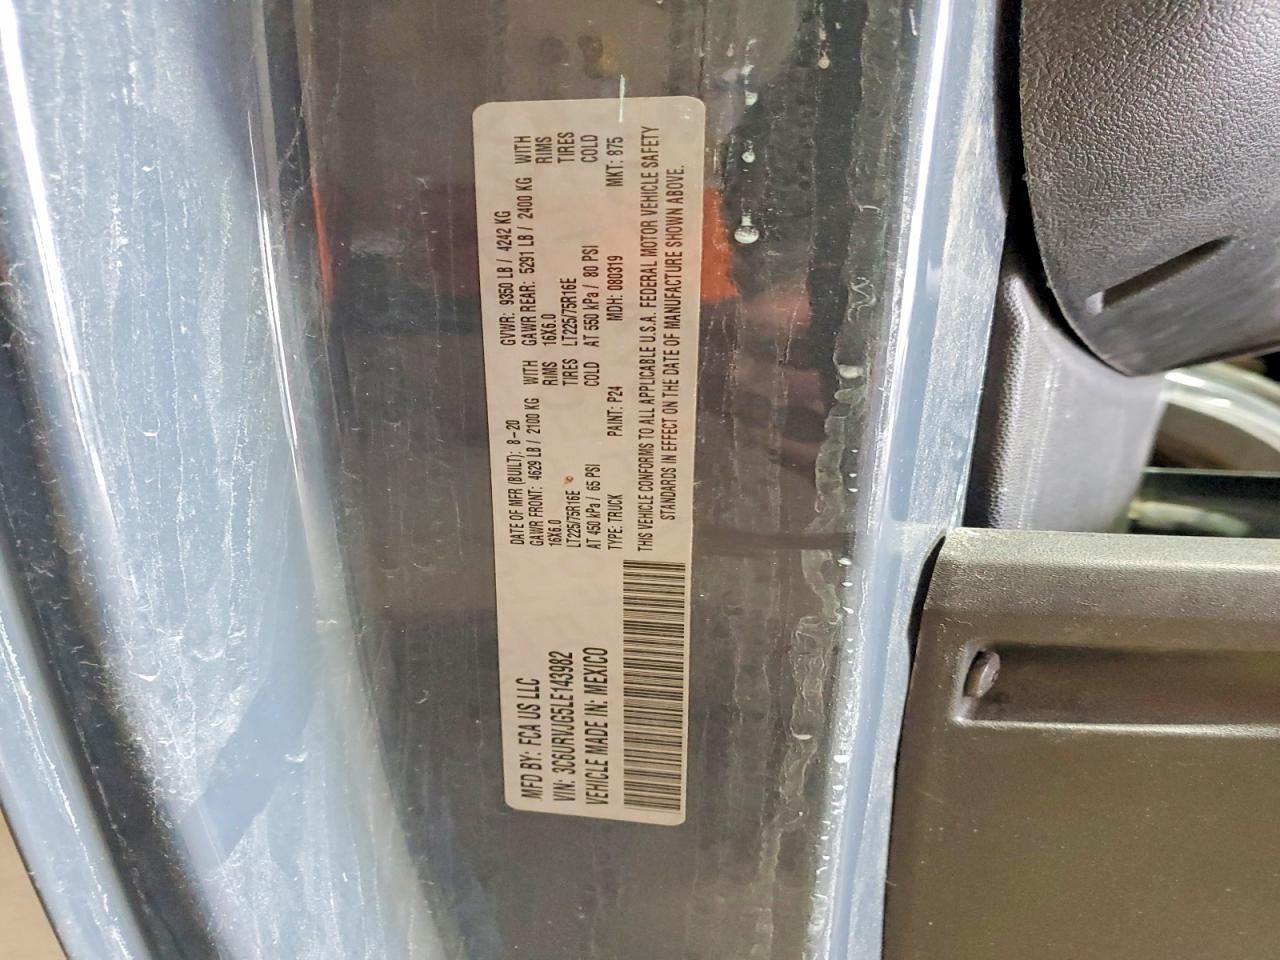 MFD BY: FCA US LLC
VIN: 3C6URVJG5LE143982
VEHICLE MADE IN: MEXICO
DATE OF MFR (BUILT): 8-20 GVWR: 9350 LB / 4242 KG
GAWR FRONT: 4629 LB / 2100 KG WITH GAWR REAR: 5291 LB / 2400 KG WITH
16X6.0 RIMS 16X6.0 RIMS
LT225/75R16E TIRES LT225/75R16E TIRES
AT 450 kPa / 65 PSI COLD AT 550 kPa / 80 PSI COLD
TYPE: TRUCK PAINT: P24 MDH: 080319 MKT: 875
THIS VEHICLE CONFORMS TO ALL APPLICABLE U.S.A. FEDERAL MOTOR VEHICLE SAFETY
STANDARDS IN EFFECT ON THE DATE OF MANUFACTURE SHOWN ABOVE.